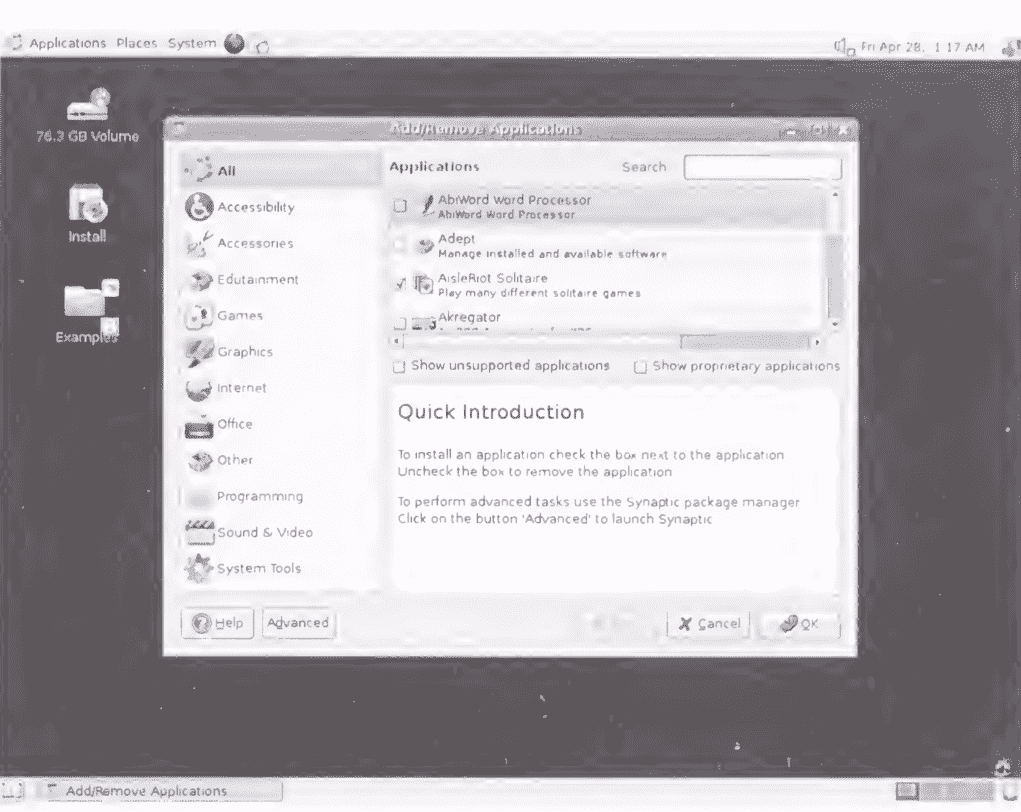 Applications Places System
Fri Apr 28, 1:17 AM
76.3 GB Volume
Install
Examples
Add/Remove Applications
All
Accessibility
Accessories
Edutainment
Games
Graphics
Internet
Office
Other
Programming
Sound & Video
System Tools
Applications
Search
AbiWord Word Processor
AbiWord Word Processor
Adept
Manage installed and available software
AisleRiot Solitaire
Play many different solitaire games
Akregator
Show unsupported applications
Show proprietary applications
Quick Introduction
To install an application check the box next to the application
Uncheck the box to remove the application
To perform advanced tasks use the Synaptic package manager
Click on the button 'Advanced' to launch Synaptic
Help
Advanced
Cancel
OK
Add/Remove Applications